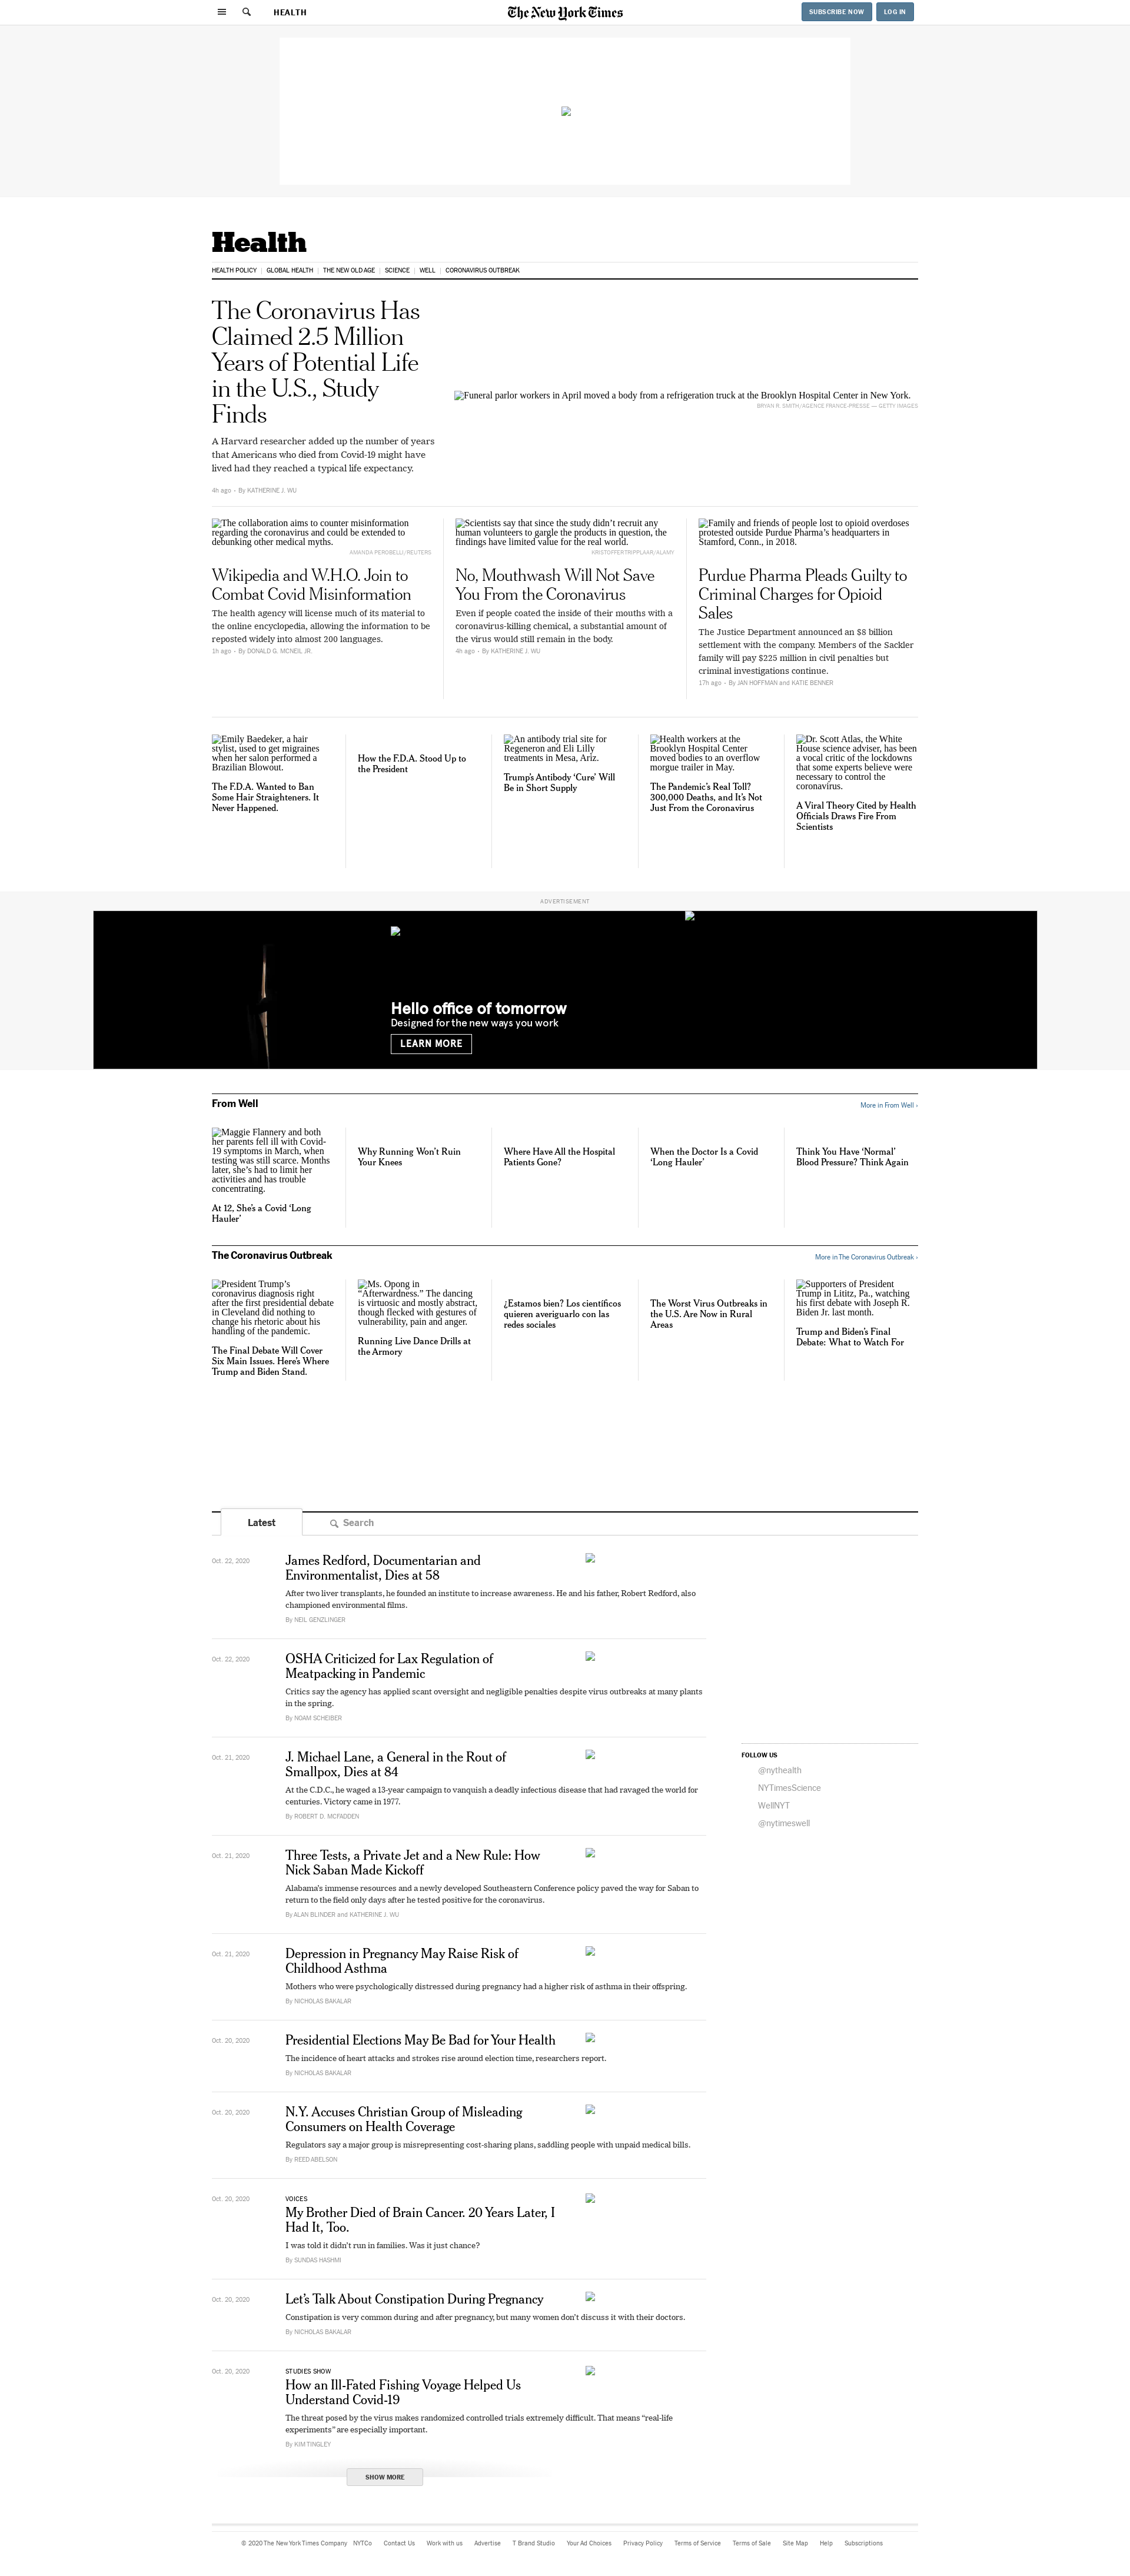 HEALTH
The New York Times
SUBSCRIBE NOW
LOG IN
Health
HEALTH POLICY
GLOBAL HEALTH
THE NEW OLD AGE
SCIENCE
WELL
CORONAVIRUS OUTBREAK
The Coronavirus Has
Claimed 2.5 Million
Years of Potential Life
in the U.S., Study
Finds
A Harvard researcher added up the number of years
that Americans who died from Covid-19 might have
lived had they reached a typical life expectancy.
4h ago • By KATHERINE J. WU
Funeral parlor workers in April moved a body from a refrigeration truck at the Brooklyn Hospital Center in New York.
BRYAN R. SMITH/AGENCE FRANCE-PRESSE — GETTY IMAGES
The collaboration aims to counter misinformation
regarding the coronavirus and could be extended to
debunking other medical myths.
AMANDA PEROBELLI/REUTERS
Wikipedia and W.H.O. Join to
Combat Covid Misinformation
The health agency will license much of its material to
the online encyclopedia, allowing the information to be
reposted widely into almost 200 languages.
1h ago • By DONALD G. MCNEIL JR.
Scientists say that since the study didn’t recruit any
human volunteers to gargle the products in question, the
findings have limited value for the real world.
KRISTOFFER TRIPPLAAR/ALAMY
No, Mouthwash Will Not Save
You From the Coronavirus
Even if people coated the inside of their mouths with a
coronavirus-killing chemical, a substantial amount of
the virus would still remain in the body.
4h ago • By KATHERINE J. WU
Family and friends of people lost to opioid overdoses
protested outside Purdue Pharma’s headquarters in
Stamford, Conn., in 2018.
Purdue Pharma Pleads Guilty to
Criminal Charges for Opioid
Sales
The Justice Department announced an $8 billion
settlement with the company. Members of the Sackler
family will pay $225 million in civil penalties but
criminal investigations continue.
17h ago • By JAN HOFFMAN and KATIE BENNER
Emily Baedeker, a hair
stylist, used to get migraines
when her salon performed a
Brazilian Blowout.
The F.D.A. Wanted to Ban
Some Hair Straighteners. It
Never Happened.
How the F.D.A. Stood Up to
the President
An antibody trial site for
Regeneron and Eli Lilly
treatments in Mesa, Ariz.
Trump’s Antibody ‘Cure’ Will
Be in Short Supply
Health workers at the
Brooklyn Hospital Center
moved bodies to an overflow
morgue trailer in May.
The Pandemic’s Real Toll?
300,000 Deaths, and It’s Not
Just From the Coronavirus
Dr. Scott Atlas, the White
House science adviser, has been
a vocal critic of the lockdowns
that some experts believe were
necessary to control the
coronavirus.
A Viral Theory Cited by Health
Officials Draws Fire From
Scientists
ADVERTISEMENT
Hello office of tomorrow
Designed for the new ways you work
LEARN MORE
From Well
More in From Well ›
Maggie Flannery and both
her parents fell ill with Covid-
19 symptoms in March, when
testing was still scarce. Months
later, she’s had to limit her
activities and has trouble
concentrating.
At 12, She’s a Covid ‘Long
Hauler’
Why Running Won’t Ruin
Your Knees
Where Have All the Hospital
Patients Gone?
When the Doctor Is a Covid
‘Long Hauler’
Think You Have ‘Normal’
Blood Pressure? Think Again
The Coronavirus Outbreak
More in The Coronavirus Outbreak ›
President Trump’s
coronavirus diagnosis right
after the first presidential debate
in Cleveland did nothing to
change his rhetoric about his
handling of the pandemic.
The Final Debate Will Cover
Six Main Issues. Here’s Where
Trump and Biden Stand.
Ms. Opong in
“Afterwardness.” The dancing
is virtuosic and mostly abstract,
though flecked with gestures of
vulnerability, pain and anger.
Running Live Dance Drills at
the Armory
¿Estamos bien? Los científicos
quieren averiguarlo con las
redes sociales
The Worst Virus Outbreaks in
the U.S. Are Now in Rural
Areas
Supporters of President
Trump in Lititz, Pa., watching
his first debate with Joseph R.
Biden Jr. last month.
Trump and Biden’s Final
Debate: What to Watch For
Latest
Search
Oct. 22, 2020
James Redford, Documentarian and
Environmentalist, Dies at 58
After two liver transplants, he founded an institute to increase awareness. He and his father, Robert Redford, also
championed environmental films.
By NEIL GENZLINGER
Oct. 22, 2020
OSHA Criticized for Lax Regulation of
Meatpacking in Pandemic
Critics say the agency has applied scant oversight and negligible penalties despite virus outbreaks at many plants
in the spring.
By NOAM SCHEIBER
Oct. 21, 2020
J. Michael Lane, a General in the Rout of
Smallpox, Dies at 84
At the C.D.C., he waged a 13-year campaign to vanquish a deadly infectious disease that had ravaged the world for
centuries. Victory came in 1977.
By ROBERT D. MCFADDEN
Oct. 21, 2020
Three Tests, a Private Jet and a New Rule: How
Nick Saban Made Kickoff
Alabama’s immense resources and a newly developed Southeastern Conference policy paved the way for Saban to
return to the field only days after he tested positive for the coronavirus.
By ALAN BLINDER and KATHERINE J. WU
Oct. 21, 2020
Depression in Pregnancy May Raise Risk of
Childhood Asthma
Mothers who were psychologically distressed during pregnancy had a higher risk of asthma in their offspring.
By NICHOLAS BAKALAR
Oct. 20, 2020
Presidential Elections May Be Bad for Your Health
The incidence of heart attacks and strokes rise around election time, researchers report.
By NICHOLAS BAKALAR
Oct. 20, 2020
N.Y. Accuses Christian Group of Misleading
Consumers on Health Coverage
Regulators say a major group is misrepresenting cost-sharing plans, saddling people with unpaid medical bills.
By REED ABELSON
Oct. 20, 2020
VOICES
My Brother Died of Brain Cancer. 20 Years Later, I
Had It, Too.
I was told it didn’t run in families. Was it just chance?
By SUNDAS HASHMI
Oct. 20, 2020
Let’s Talk About Constipation During Pregnancy
Constipation is very common during and after pregnancy, but many women don’t discuss it with their doctors.
By NICHOLAS BAKALAR
Oct. 20, 2020
STUDIES SHOW
How an Ill-Fated Fishing Voyage Helped Us
Understand Covid-19
The threat posed by the virus makes randomized controlled trials extremely difficult. That means “real-life
experiments” are especially important.
By KIM TINGLEY
SHOW MORE
FOLLOW US
@nythealth
NYTimesScience
WellNYT
@nytimeswell
© 2020 The New York Times Company NYTCo Contact Us Work with us Advertise T Brand Studio Your Ad Choices Privacy Policy Terms of Service Terms of Sale Site Map Help Subscriptions